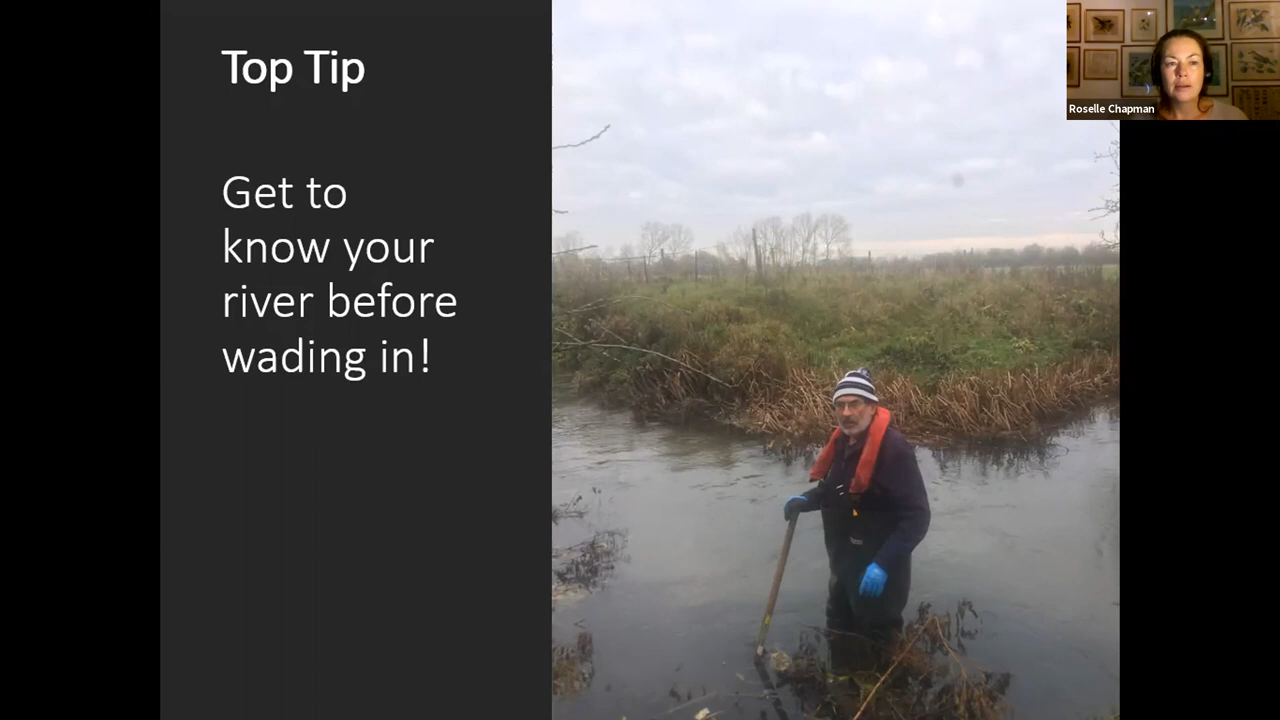 Top Tip
Get to
know your
river before
wading in!
Roselle Chapman